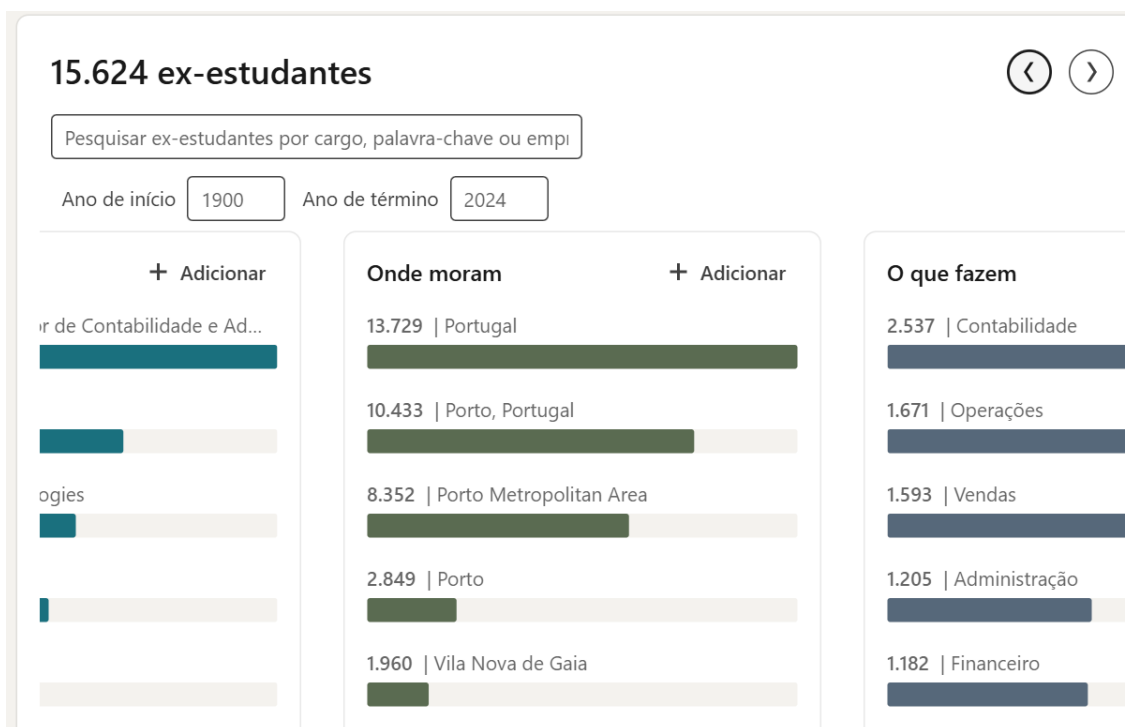 15.624 ex-estudantes
Pesquisar ex-estudantes por cargo, palavra-chave ou
Ano de início 1900 Ano de término 2024
+ Adicionar
de Contabilidade e Ad...
Onde moram + Adicionar
13.729 | Portugal
10.433 | Porto, Portugal
8.352 | Porto Metropolitan Area
2.849 | Porto
1.960 | Vila Nova de Gaia
O que fazem
2.537 | Contabilidade
1.671 | Operações
1.593 | Vendas
1.205 | Administração
1.182 | Financeiro